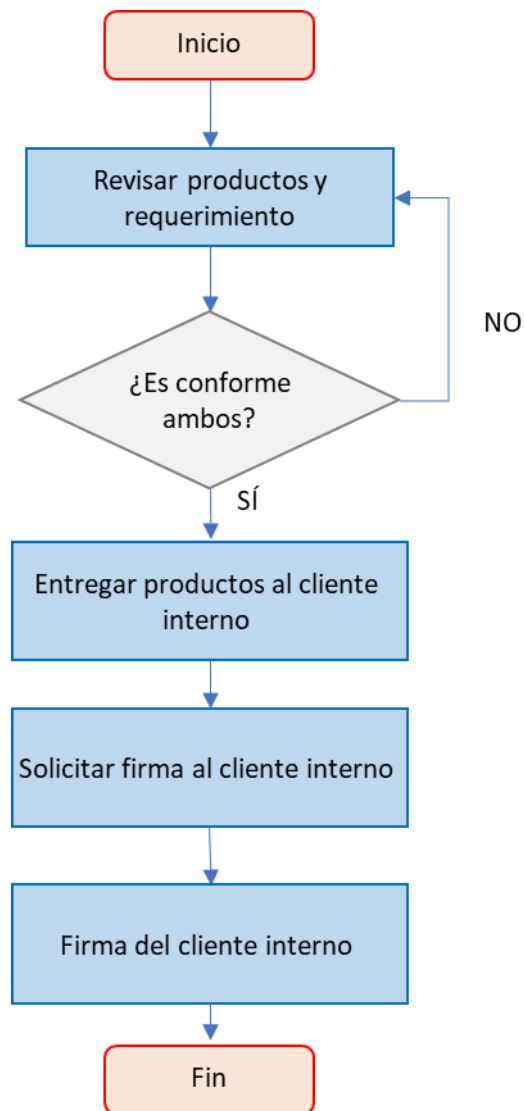 Inicio
Revisar productos y
requerimiento
NO
¿Es conforme
ambos?
SÍ
Entregar productos al cliente
interno
Solicitar firma al cliente interno
Firma del cliente interno
Fin